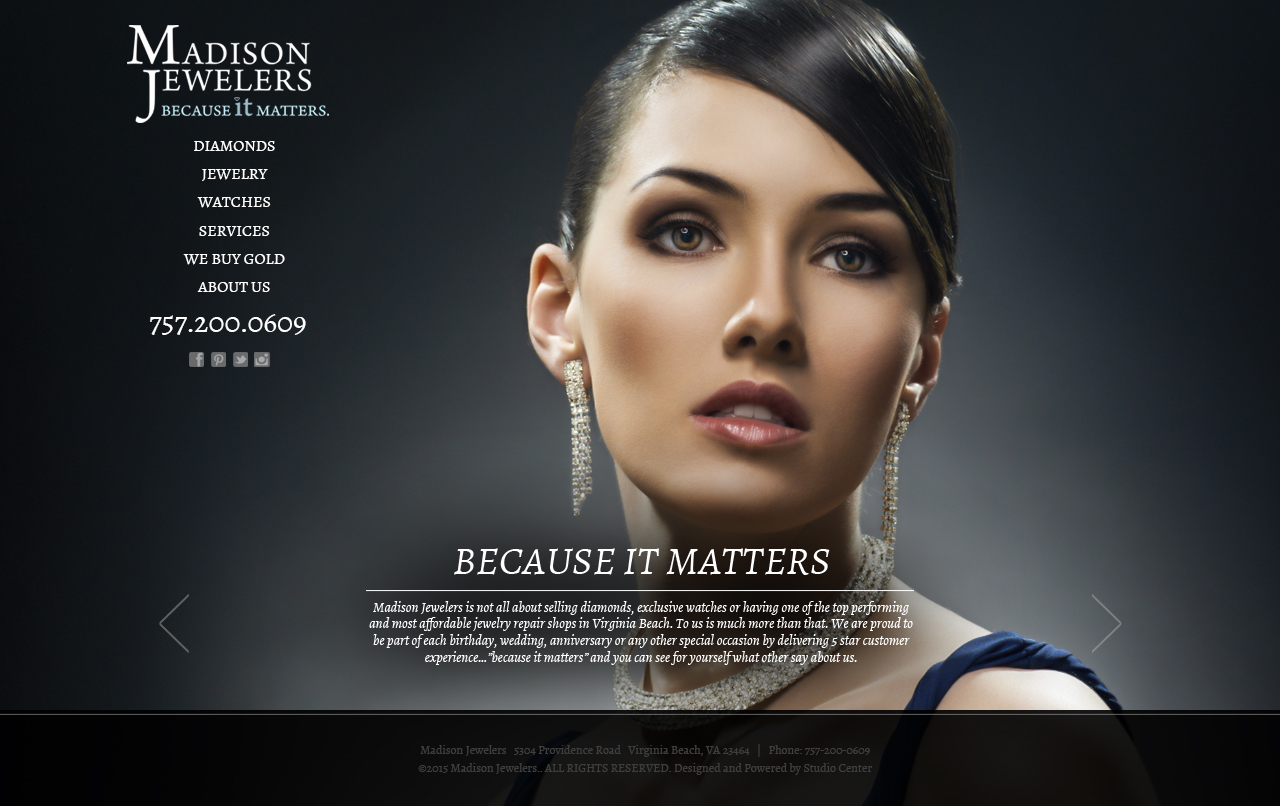 MADISON
JEWELERS
BECAUSE it MATTERS.
DIAMONDS
JEWELRY
WATCHES
SERVICES
WE BUY GOLD
ABOUT US
757.200.0609
BECAUSE IT MATTERS
Madison Jewelers is not all about selling diamonds, exclusive watches or having one of the top performing
and most affordable jewelry repair shops in Virginia Beach. To us is much more than that. We are proud to
be part of each birthday, wedding, anniversary or any other special occasion by delivering 5 star customer
experience..."because it matters" and you can see for yourself what other say about us.
Madison Jewelers 5304 Providence Road Virginia Beach, VA 23464 | Phone: 757-200-0609
©2015 Madison Jewelers.. ALL RIGHTS RESERVED. Designed and Powered by Studio Center